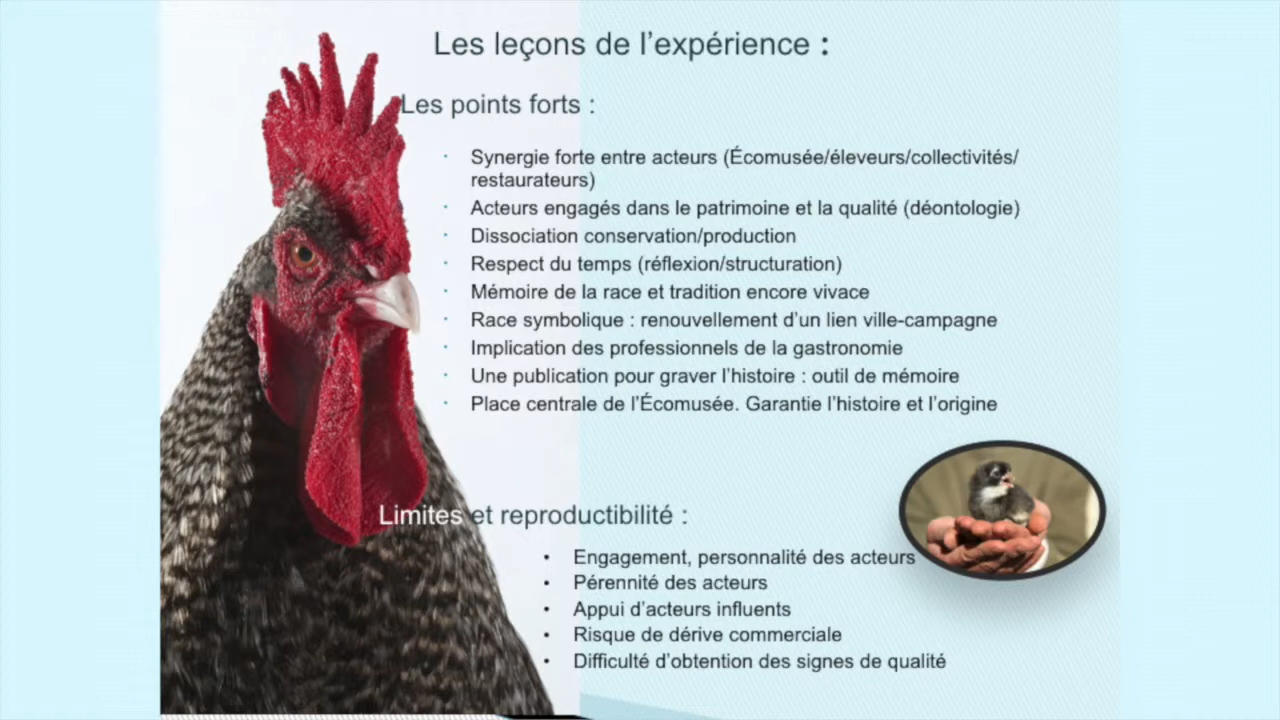 Les leçons de l’expérience :
Les points forts :
· Synergie forte entre acteurs (Écomusée/éleveurs/collectivités/
restaurateurs)
· Acteurs engagés dans le patrimoine et la qualité (déontologie)
· Dissociation conservation/production
· Respect du temps (réflexion/structuration)
· Mémoire de la race et tradition encore vivace
· Race symbolique : renouvellement d’un lien ville-campagne
· Implication des professionnels de la gastronomie
· Une publication pour graver l’histoire : outil de mémoire
· Place centrale de l’Écomusée. Garantie l’histoire et l’origine
Limites et reproductibilité :
• Engagement, personnalité des acteurs
• Pérennité des acteurs
• Appui d’acteurs influents
• Risque de dérive commerciale
• Difficulté d’obtention des signes de qualité